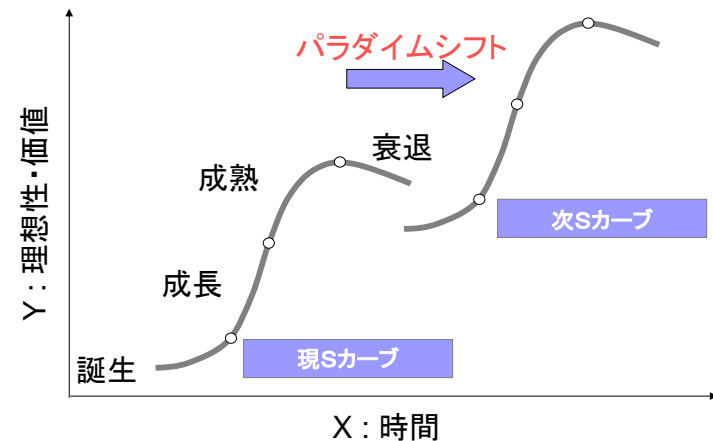 パラダイムシフト
衰退
成熟
次Sカーブ
成長
現Sカーブ
誕生
Y：理想性・価値
X：時間